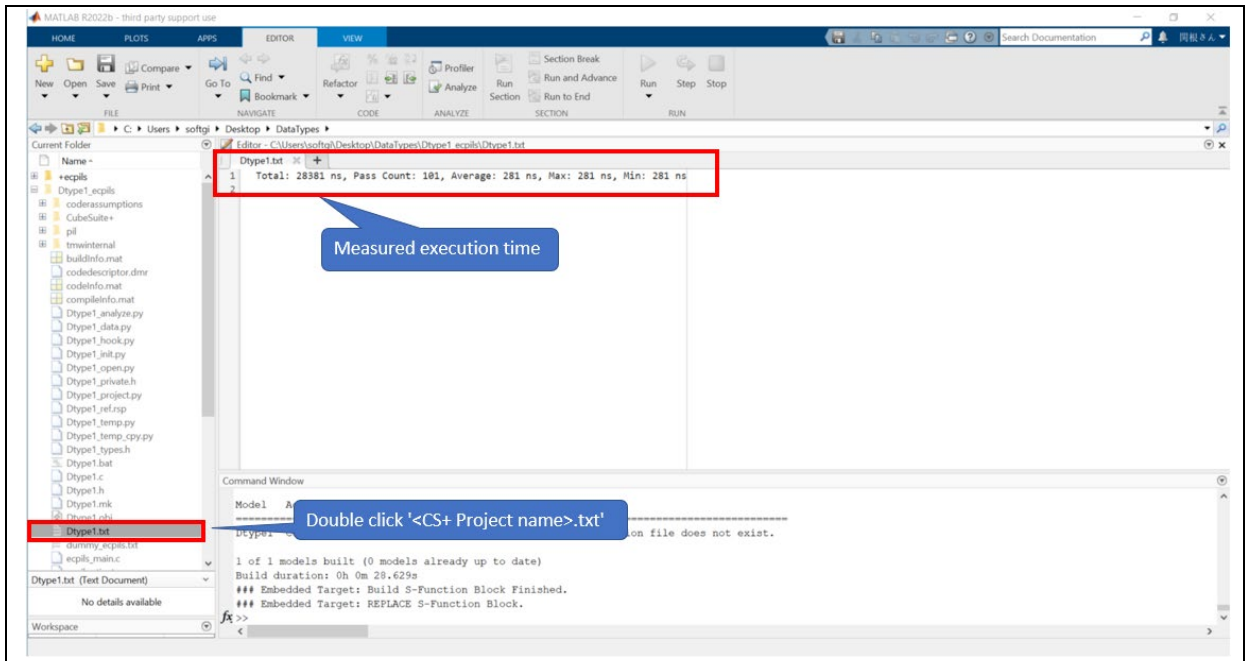 MATLAB R2022b - third party support use
HOME PLOTS APPS EDITOR VIEW
Search Documentation
関根さん
New Open Save
Compare
Print
FILE
Go To
Find
Bookmark
NAVIGATE
Refactor
CODE
Profiler
Analyze
ANALYZE
Run Section
Section Break
Run and Advance
Run to End
SECTION
Run Step Stop
RUN
C: Users softgi Desktop DataTypes
Current Folder
Name
+ecpils
Dtype1_ecpils
coderassumptions
CubeSuite+
pil
tmwinternal
buildInfo.mat
codedescriptor.dmr
codeInfo.mat
compileInfo.mat
Dtype1_analyze.py
Dtype1_data.py
Dtype1_hook.py
Dtype1_init.py
Dtype1_open.py
Dtype1_private.h
Dtype1_project.py
Dtype1_ref.rsp
Dtype1_temp.py
Dtype1_temp_cpy.py
Dtype1_types.h
Dtype1.bat
Dtype1.c
Dtype1.h
Dtype1.mk
Dtype1.obj
Dtype1.txt
dummy_ecpils.txt
ecpils_main.c
Dtype1.txt (Text Document)
No details available
Workspace
Editor - C:\Users\softgi\Desktop\DataTypes\Dtype1_ecpils\Dtype1.txt
Dtype1.txt
1 Total: 28381 ns, Pass Count: 101, Average: 281 ns, Max: 281 ns, Min: 281 ns
2
Measured execution time
Command Window
Model
Double click '<CS+ Project name>.txt'
Dtype1 ion file does not exist.
1 of 1 models built (0 models already up to date)
Build duration: 0h 0m 28.629s
### Embedded Target: Build S-Function Block Finished.
### Embedded Target: REPLACE S-Function Block.
fx >>